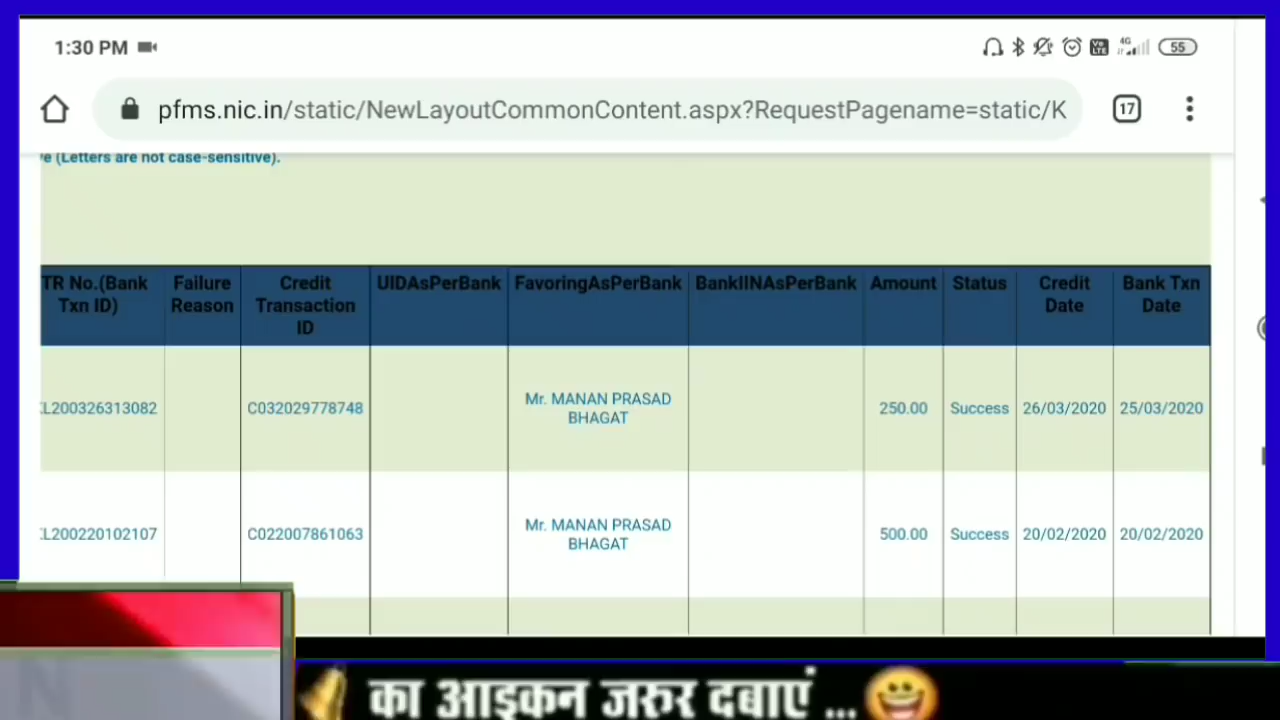 1:30 PM
4G
Vo LTE
55
pfms.nic.in/static/NewLayoutCommonContent.aspx?RequestPagename=static/K
17
e (Letters are not case-sensitive).
TR No.(Bank Txn ID)
Failure Reason
Credit Transaction ID
UIDAsPerBank
FavoringAsPerBank
BankIINAsPerBank
Amount
Status
Credit Date
Bank Txn Date
L200326313082
C032029778748
Mr. MANAN PRASAD BHAGAT
250.00
Success
26/03/2020
25/03/2020
L200220102107
C022007861063
Mr. MANAN PRASAD BHAGAT
500.00
Success
20/02/2020
20/02/2020
N
का आइकन जरुर दबाएं ...